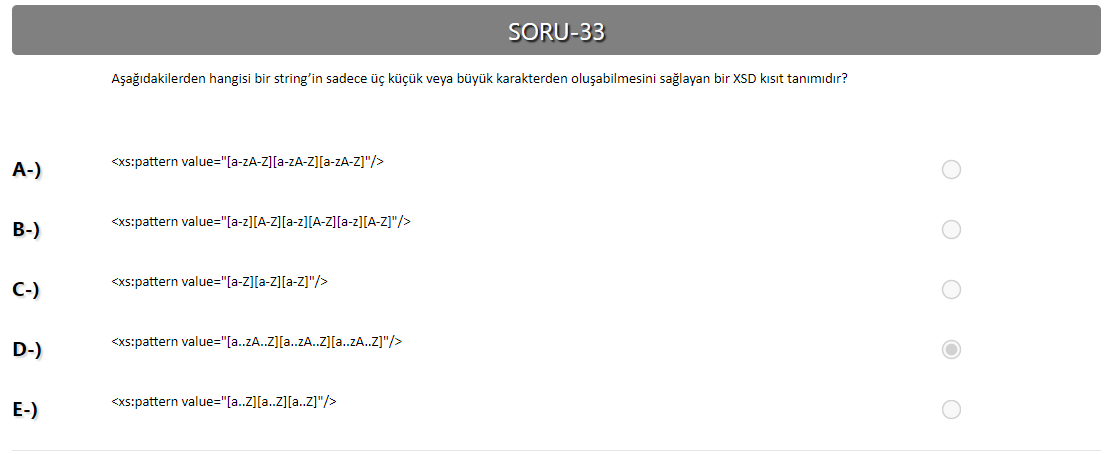 SORU-33
Aşağıdakilerden hangisi bir string’in sadece üç küçük veya büyük karakterden oluşabilmesini sağlayan bir XSD kısıt tanımıdır?
A-) <xs:pattern value="[a-zA-Z][a-zA-Z][a-zA-Z]"/>
B-) <xs:pattern value="[a-z][A-Z][a-z][A-Z][a-z][A-Z]"/>
C-) <xs:pattern value="[a-Z][a-Z][a-Z]"/>
D-) <xs:pattern value="[a..zA..Z][a..zA..Z][a..zA..Z]"/>
E-) <xs:pattern value="[a..Z][a..Z][a..Z]"/>